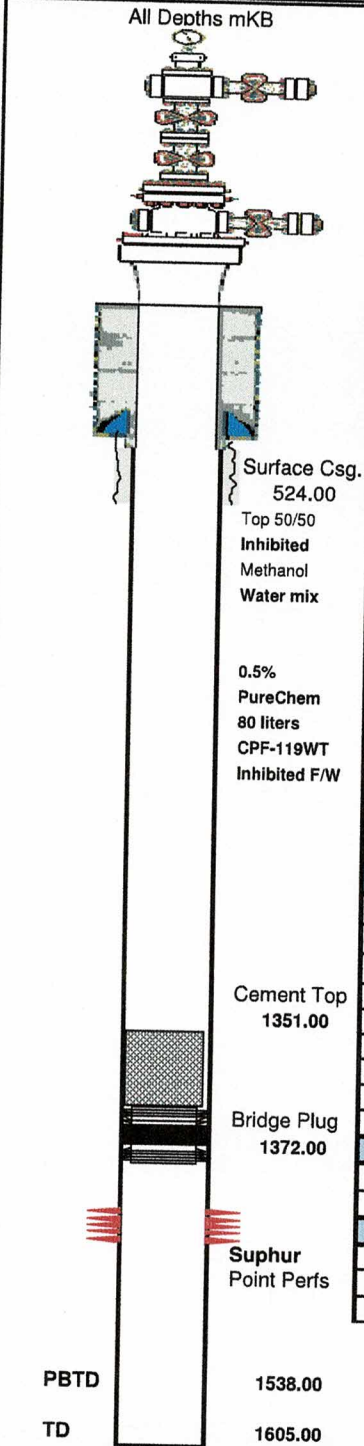 All Depths mKB
Surface Csg.
524.00
Top 50/50
Inhibited
Methanol
Water mix
0.5%
PureChem
80 liters
CPF-119WT
Inhibited F/W
Cement Top
1351.00
Bridge Plug
1372.00
Suphur
Point Perfs
PBTD 1538.00
TD 1605.00